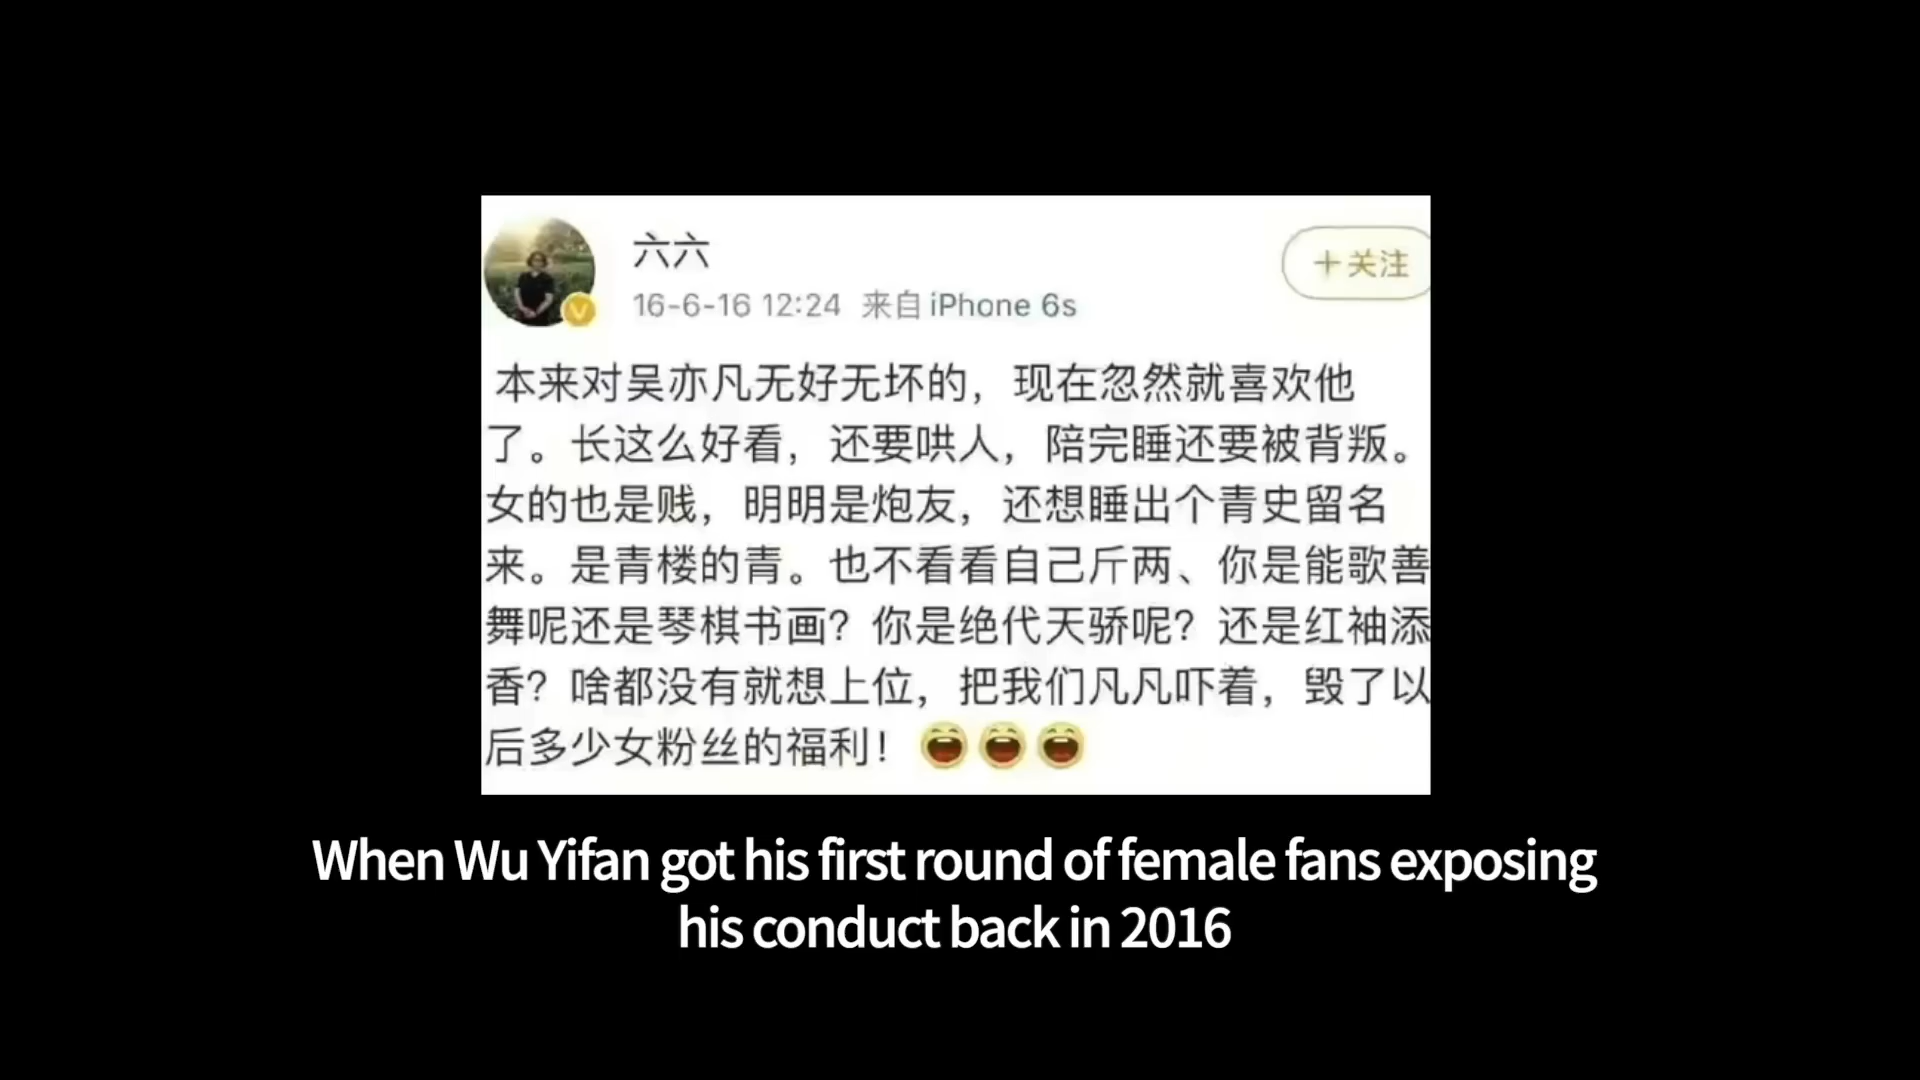 六六
+关注
16-6-16 12:24 来自 iPhone 6s
本来对吴亦凡无好无坏的，现在忽然就喜欢他
了。长这么好看，还要哄人，陪完睡还要被背叛。
女的也是贱，明明是炮友，还想睡出个青史留名
来。是青楼的青。也不看看自己斤两、你是能歌善
舞呢还是琴棋书画？你是绝代天骄呢？还是红袖添
香？啥都没有就想上位，把我们凡凡吓着，毁了以
后多少女粉丝的福利！
When Wu Yifan got his first round of female fans exposing
his conduct back in 2016